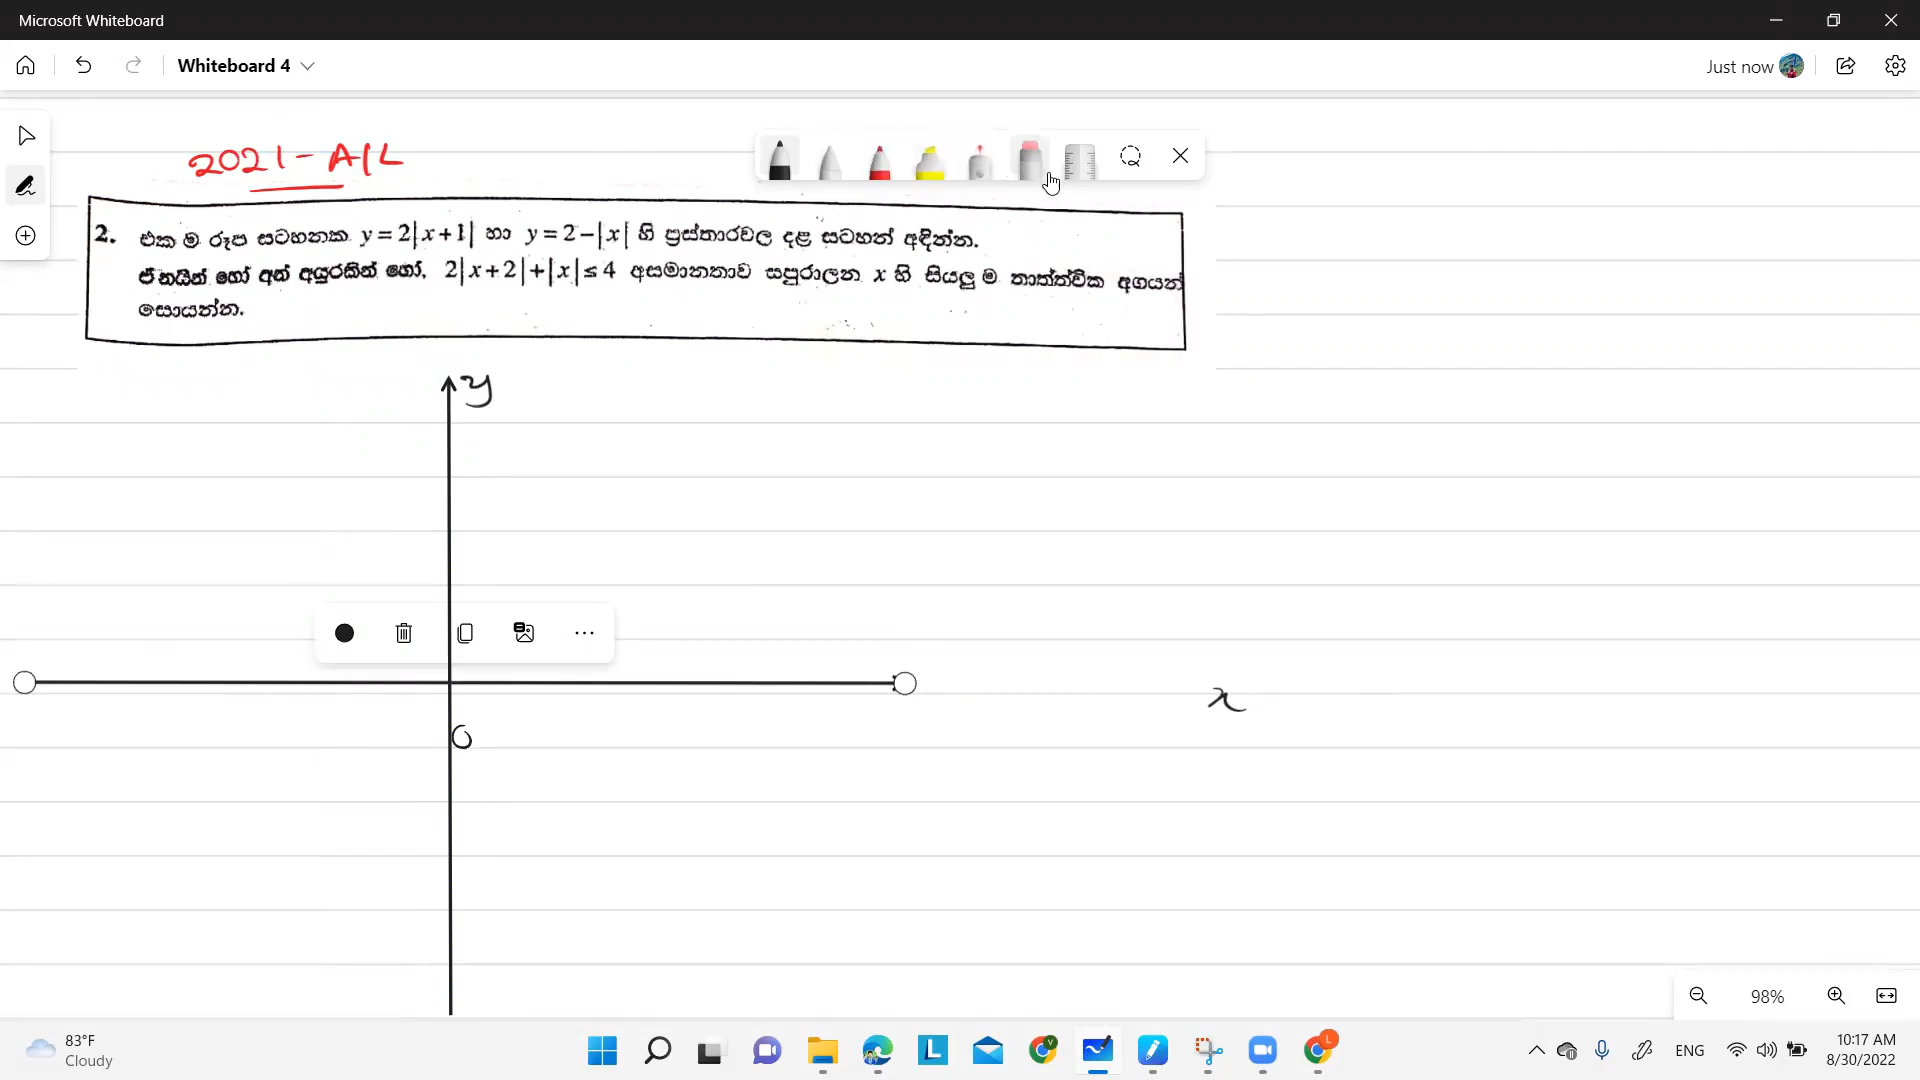 Microsoft Whiteboard
Whiteboard 4
Just now
2021 - A/L
2. එක ම රූප සටහනක y = 2|x+1| හා y = 2-|x| හි ප්‍රස්තාරවල දළ සටහන් අඳින්න.
ඒ නයින් හෝ අන් අයුරකින් හෝ, 2|x+2|+|x| ≤ 4 අසමානතාව සපුරාලන x හි සියලු ම තාත්ත්වික අගයන්
සොයන්න.
y
x
0
98%
83°F
Cloudy
ENG
10:17 AM
8/30/2022